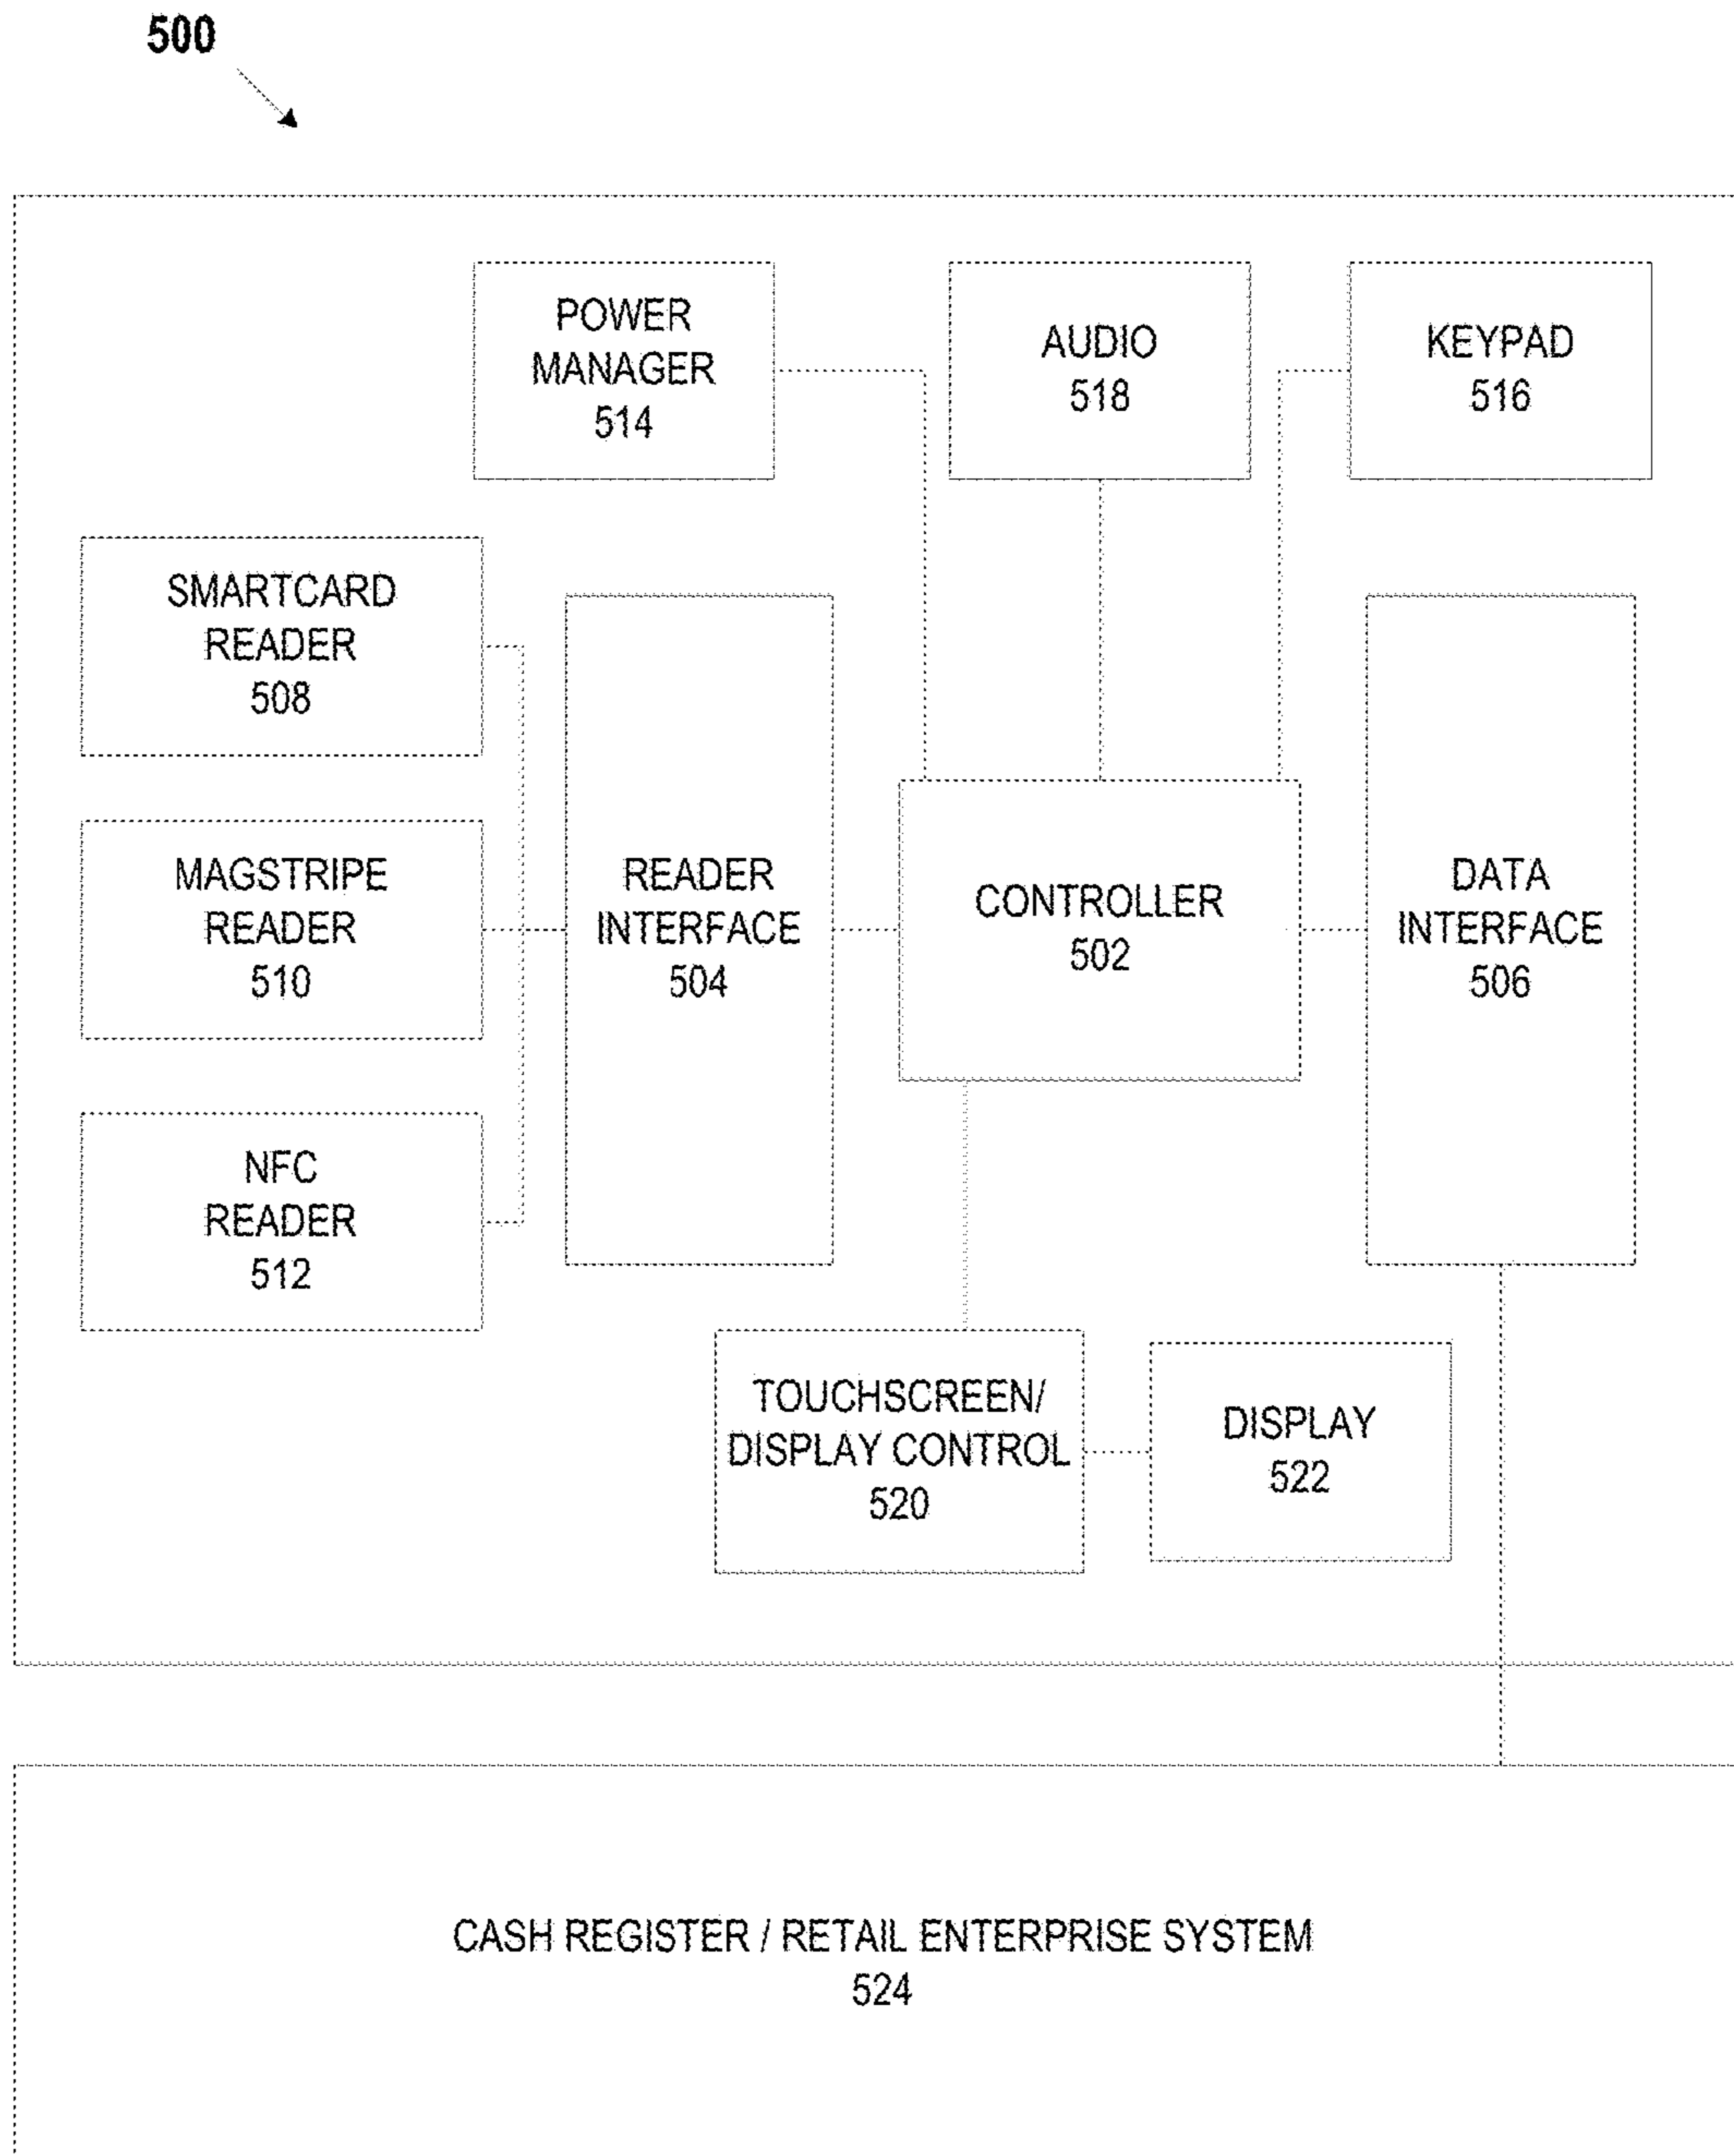 500
POWER
MANAGER
514
AUDIO
518
KEYPAD
516
SMARTCARD
READER
508
MAGSTRIPE
READER
510
NFC
READER
512
READER
INTERFACE
504
CONTROLLER
502
DATA
INTERFACE
506
TOUCHSCREEN/
DISPLAY CONTROL
520
DISPLAY
522
CASH REGISTER / RETAIL ENTERPRISE SYSTEM
524